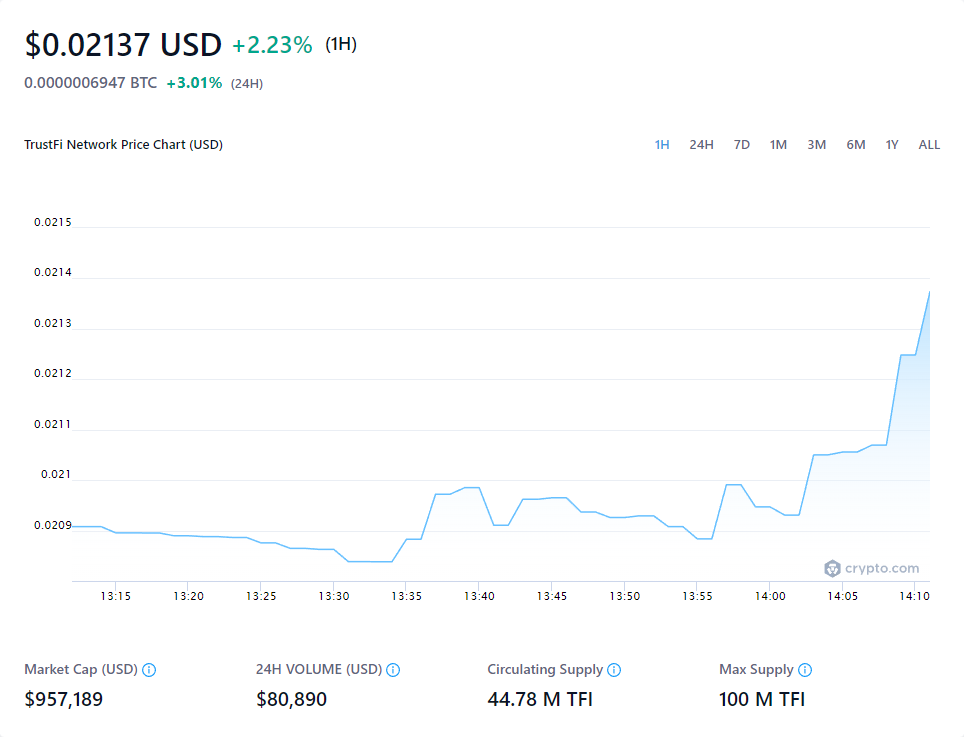 $0.02137 USD +2.23% (1H)
0.0000006947 BTC +3.01% (24H)
TrustFi Network Price Chart (USD)
1H 24H 7D 1M 3M 6M 1Y ALL
0.0215
0.0214
0.0213
0.0212
0.0211
0.021
0.0209
crypto.com
13:15 13:20 13:25 13:30 13:35 13:40 13:45 13:50 13:55 14:00 14:05 14:10
Market Cap (USD) 24H VOLUME (USD) Circulating Supply Max Supply
$957,189 $80,890 44.78 M TFI 100 M TFI